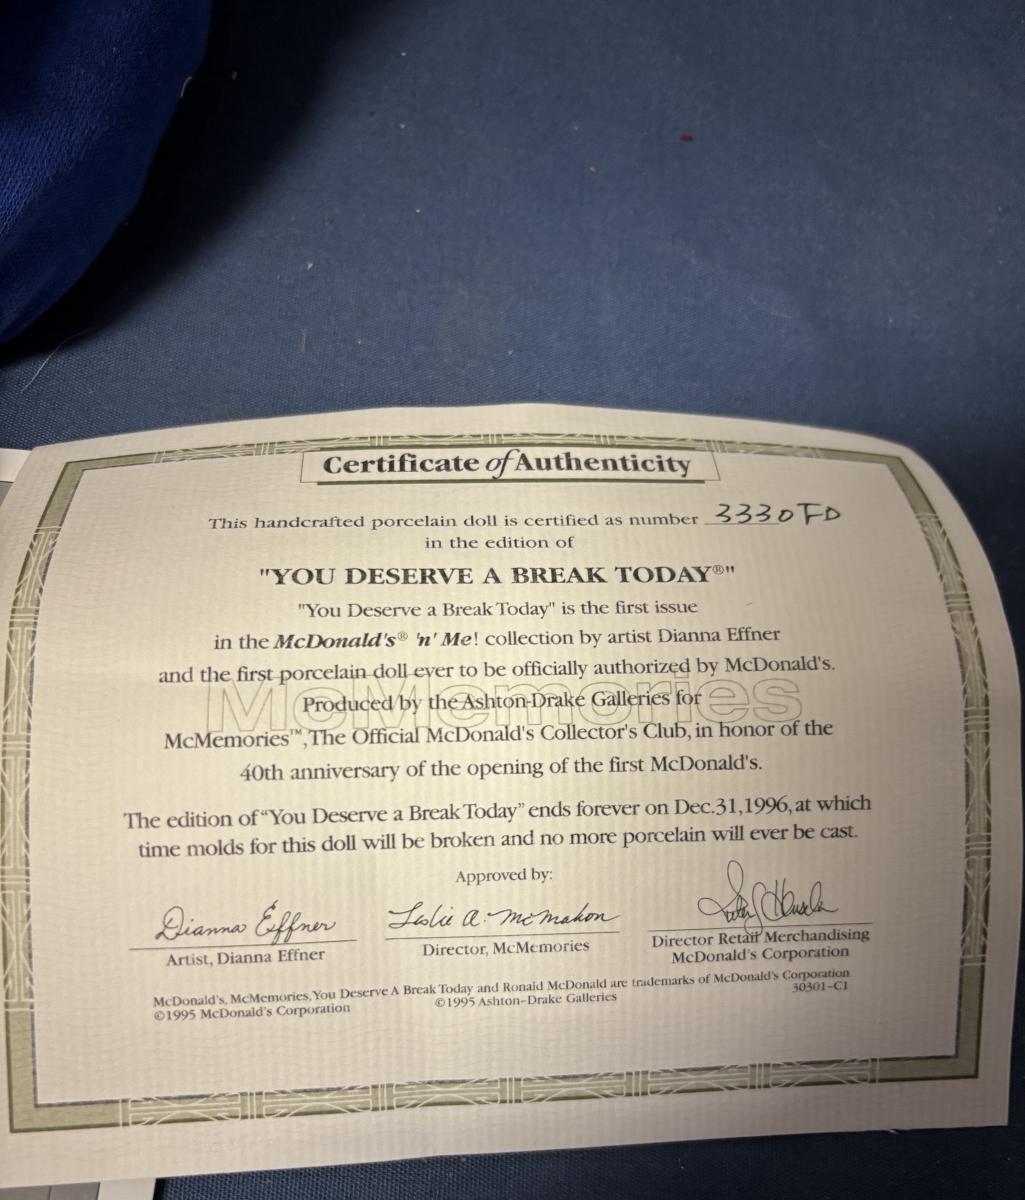 Certificate of Authenticity
This handcrafted porcelain doll is certified as number 3330FD
in the edition of
"YOU DESERVE A BREAK TODAY®"
"You Deserve a Break Today" is the first issue
in the McDonald's® 'n' Me! collection by artist Dianna Effner
and the first porcelain doll ever to be officially authorized by McDonald's.
McMemories
Produced by the Ashton-Drake Galleries for
McMemories™, The Official McDonald's Collector's Club, in honor of the
40th anniversary of the opening of the first McDonald's.
The edition of "You Deserve a Break Today" ends forever on Dec. 31, 1996, at which
time molds for this doll will be broken and no more porcelain will ever be cast.
Approved by:
Dianna Effner Leslie A. McMahon
Artist, Dianna Effner Director, McMemories Director Retail Merchandising
McDonald's Corporation
McDonald's, McMemories, You Deserve A Break Today and Ronald McDonald are trademarks of McDonald's Corporation
©1995 McDonald's Corporation ©1995 Ashton-Drake Galleries 30301-C1